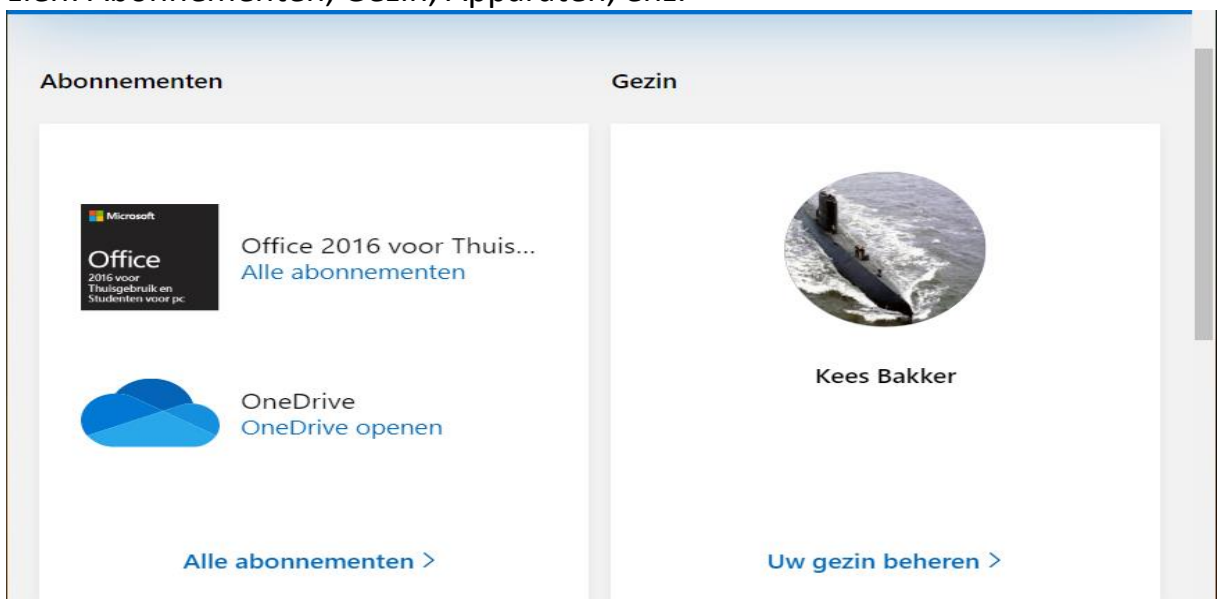 Abonnementen
Gezin
Microsoft
Office
2016 voor
Thuisgebruik en
Studenten voor pc
Office 2016 voor Thuis...
Alle abonnementen
OneDrive
OneDrive openen
Alle abonnementen >
Kees Bakker
Uw gezin beheren >